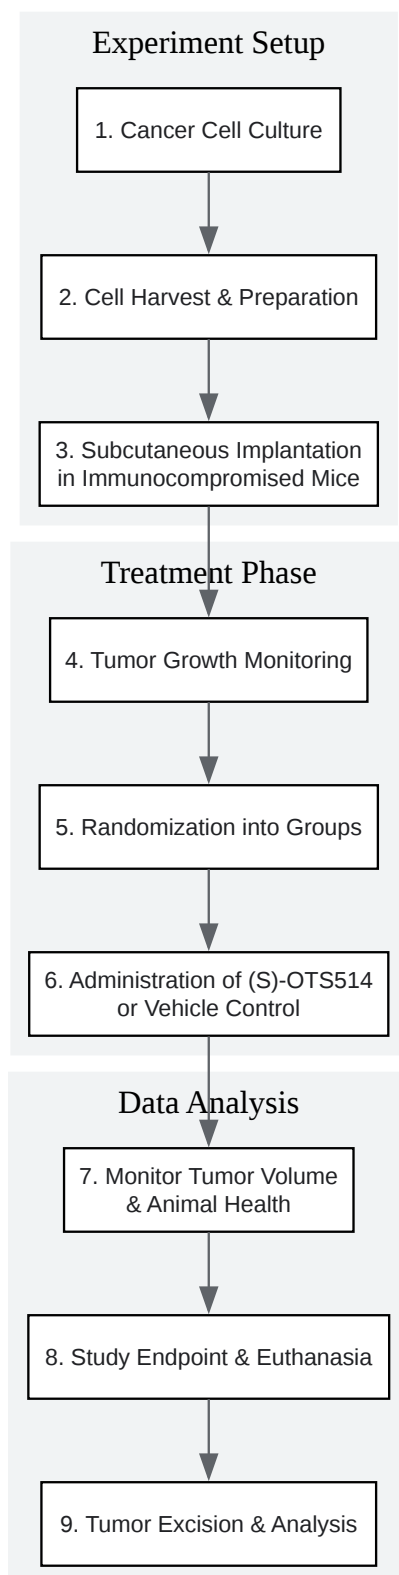 Experiment Setup
1. Cancer Cell Culture
2. Cell Harvest & Preparation
3. Subcutaneous Implantation
in Immunocompromised Mice
Treatment Phase
4. Tumor Growth Monitoring
5. Randomization into Groups
6. Administration of (S)-OTS514
or Vehicle Control
Data Analysis
7. Monitor Tumor Volume
& Animal Health
8. Study Endpoint & Euthanasia
9. Tumor Excision & Analysis